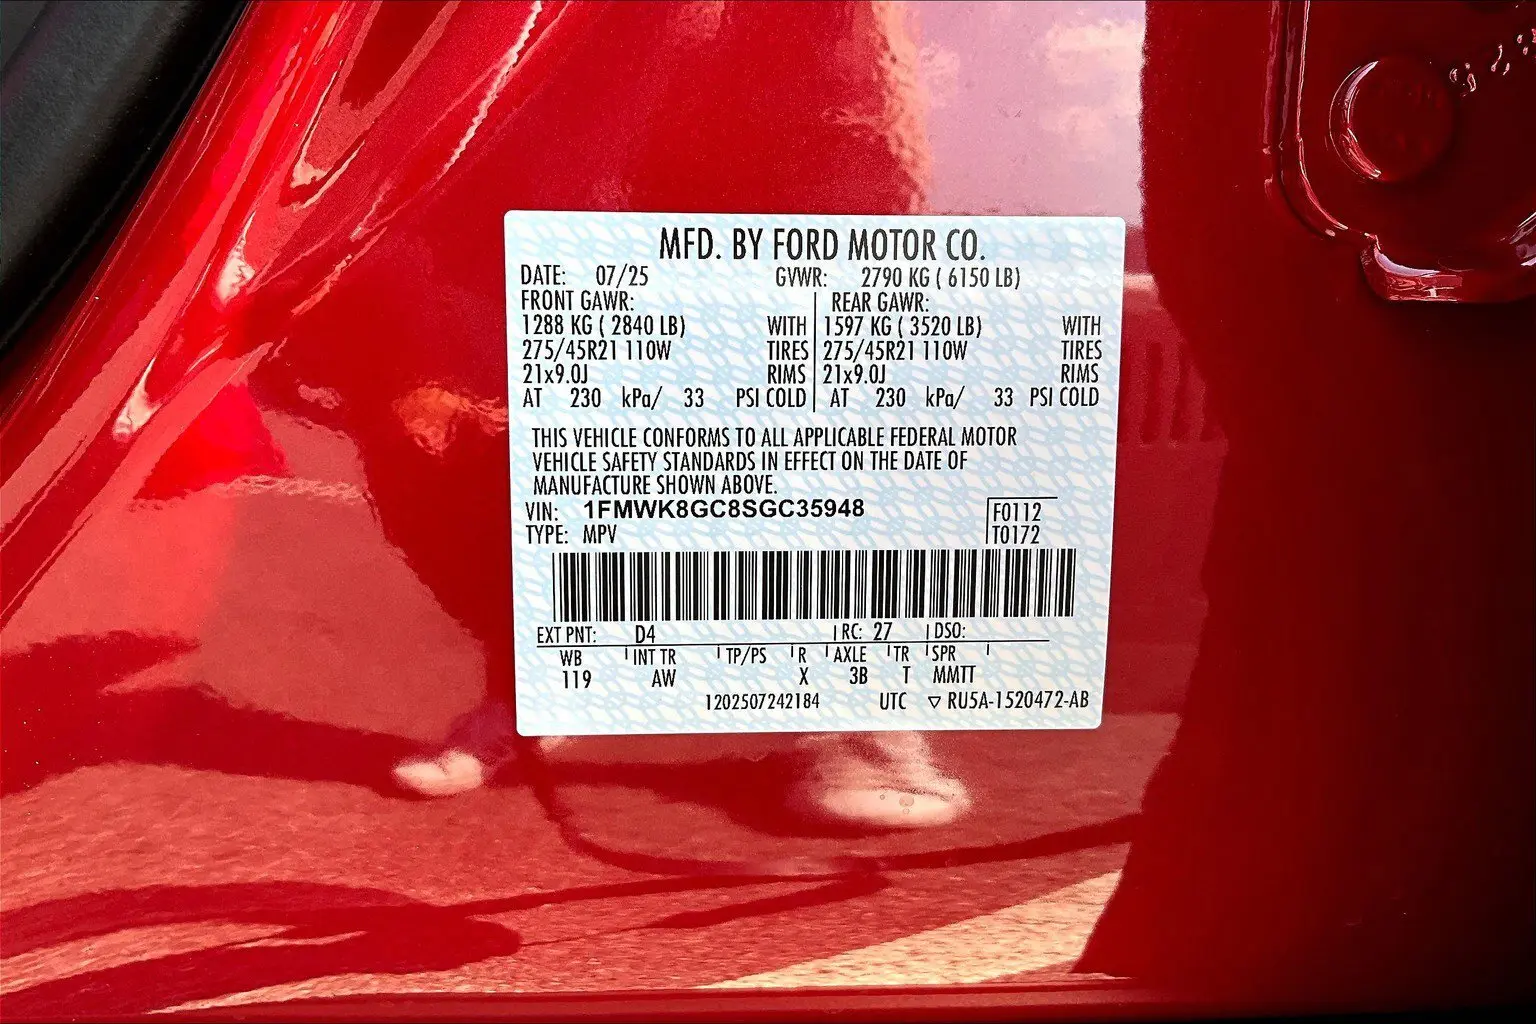 MFD. BY FORD MOTOR CO.
DATE: 07/25 GVWR: 2790 KG ( 6150 LB)
FRONT GAWR: REAR GAWR:
1288 KG ( 2840 LB) WITH 1597 KG ( 3520 LB) WITH
275/45R21 110W TIRES 275/45R21 110W TIRES
21x9.0J RIMS 21x9.0J RIMS
AT 230 kPa/ 33 PSI COLD AT 230 kPa/ 33 PSI COLD
THIS VEHICLE CONFORMS TO ALL APPLICABLE FEDERAL MOTOR
VEHICLE SAFETY STANDARDS IN EFFECT ON THE DATE OF
MANUFACTURE SHOWN ABOVE.
VIN: 1FMWK8GC8SGC35948 F0112
TYPE: MPV T0172
EXT PNT: D4 RC: 27 DSO:
WB INT TR TP/PS R AXLE TR SPR
119 AW X 3B T MMTT
1202507242184 UTC ▽ RU5A-1520472-AB